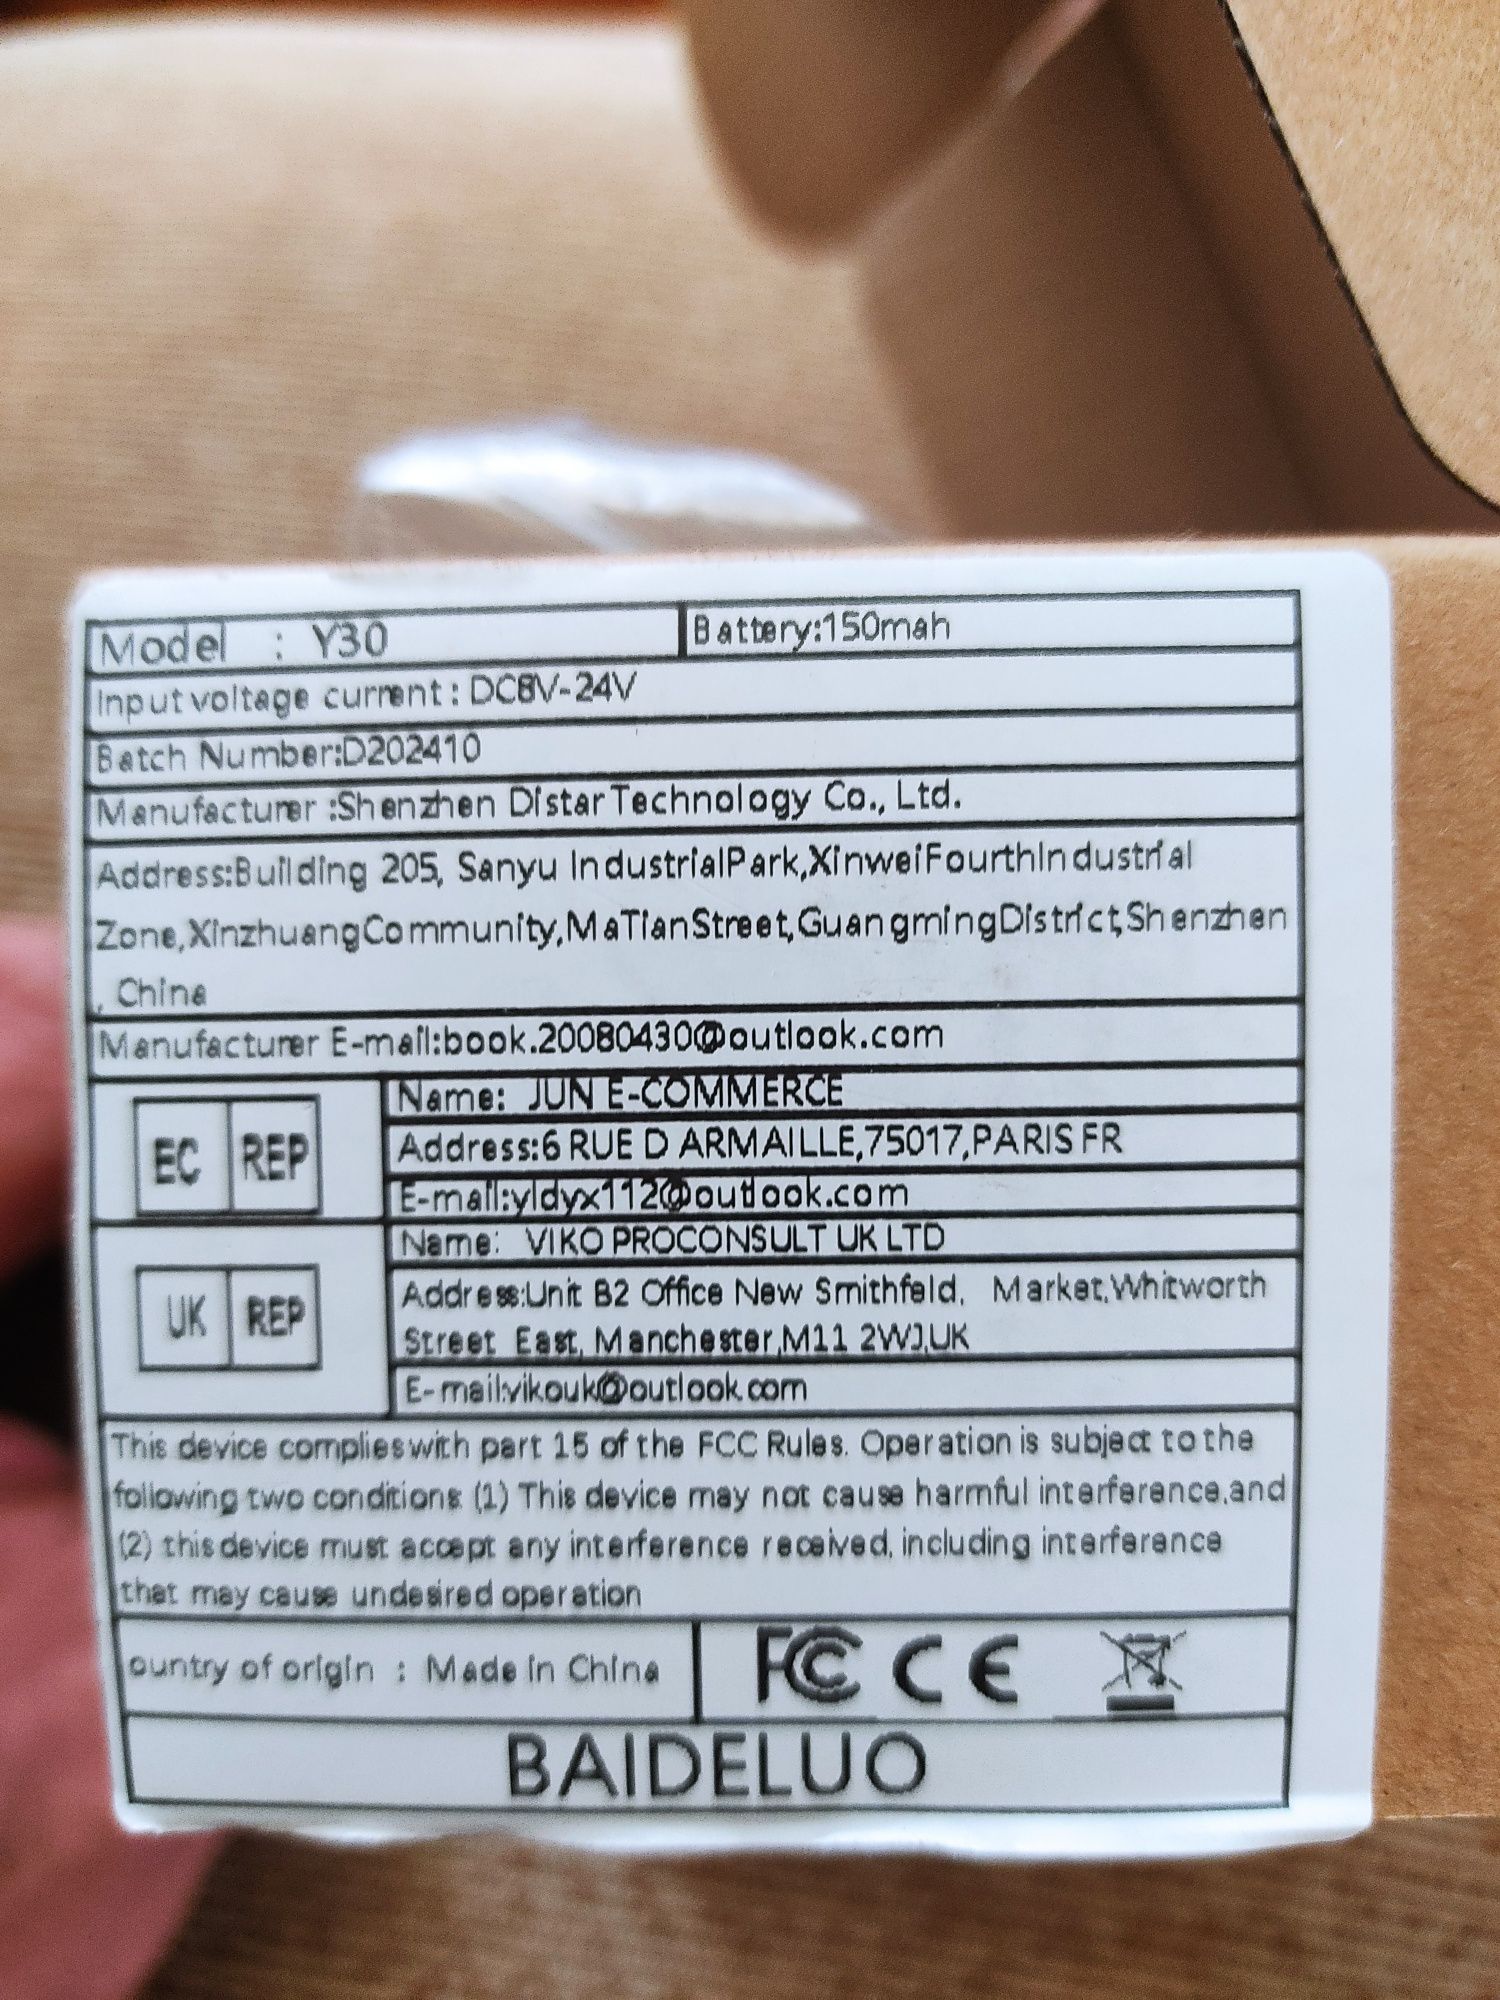 Model : Y30
Battery:150mah
Input voltage current : DC8V-24V
Batch Number:D202410
Manufacturer :Shenzhen Distar Technology Co., Ltd.
Address:Building 205, Sanyu IndustrialPark,XinweiFourthIndustrial
Zone,XinzhuangCommunity,MaTianStreet,GuangmingDistrict,Shenzhen
, China
Manufacturer E-mail:book.20080430@outlook.com
EC REP
Name: JUN E-COMMERCE
Address:6 RUE D ARMAILLE,75017,PARIS FR
E-mail:yldyx112@outlook.com
UK REP
Name: VIKO PROCONSULT UK LTD
Address:Unit B2 Office New Smithfeld, Market,Whitworth
Street East, Manchester,M11 2WJ,UK
E-mail:vikouk@outlook.com
This device complies with part 15 of the FCC Rules. Operation is subject to the
following two conditions: (1) This device may not cause harmful interference,and
(2) this device must accept any interference received, including interference
that may cause undesired operation
ountry of origin : Made in China
FC CE
BAIDELUO